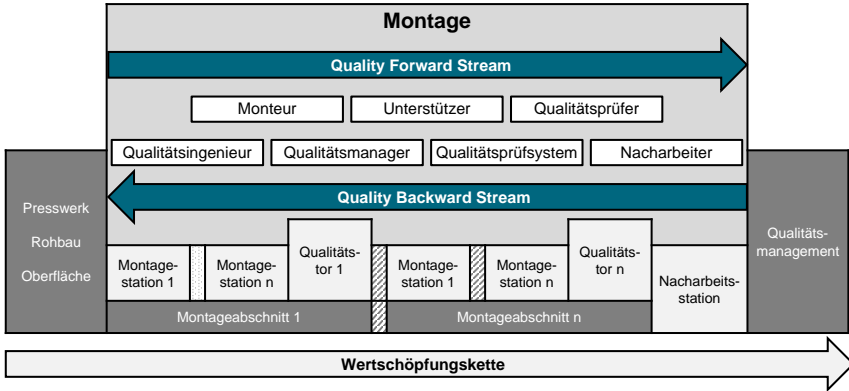 Montage
Quality Forward Stream
Monteur
Unterstützer
Qualitätsprüfer
Qualitätsingenieur
Qualitätsmanager
Qualitätsprüfsystem
Nacharbeiter
Quality Backward Stream
Presswerk
Rohbau
Oberfläche
Montage-
station 1
Montage-
station n
Qualitäts-
tor 1
Montage-
station 1
Montage-
station n
Qualitäts-
tor n
Nacharbeits-
station
Qualitäts-
management
Montageabschnitt 1
Montageabschnitt n
Wertschöpfungskette